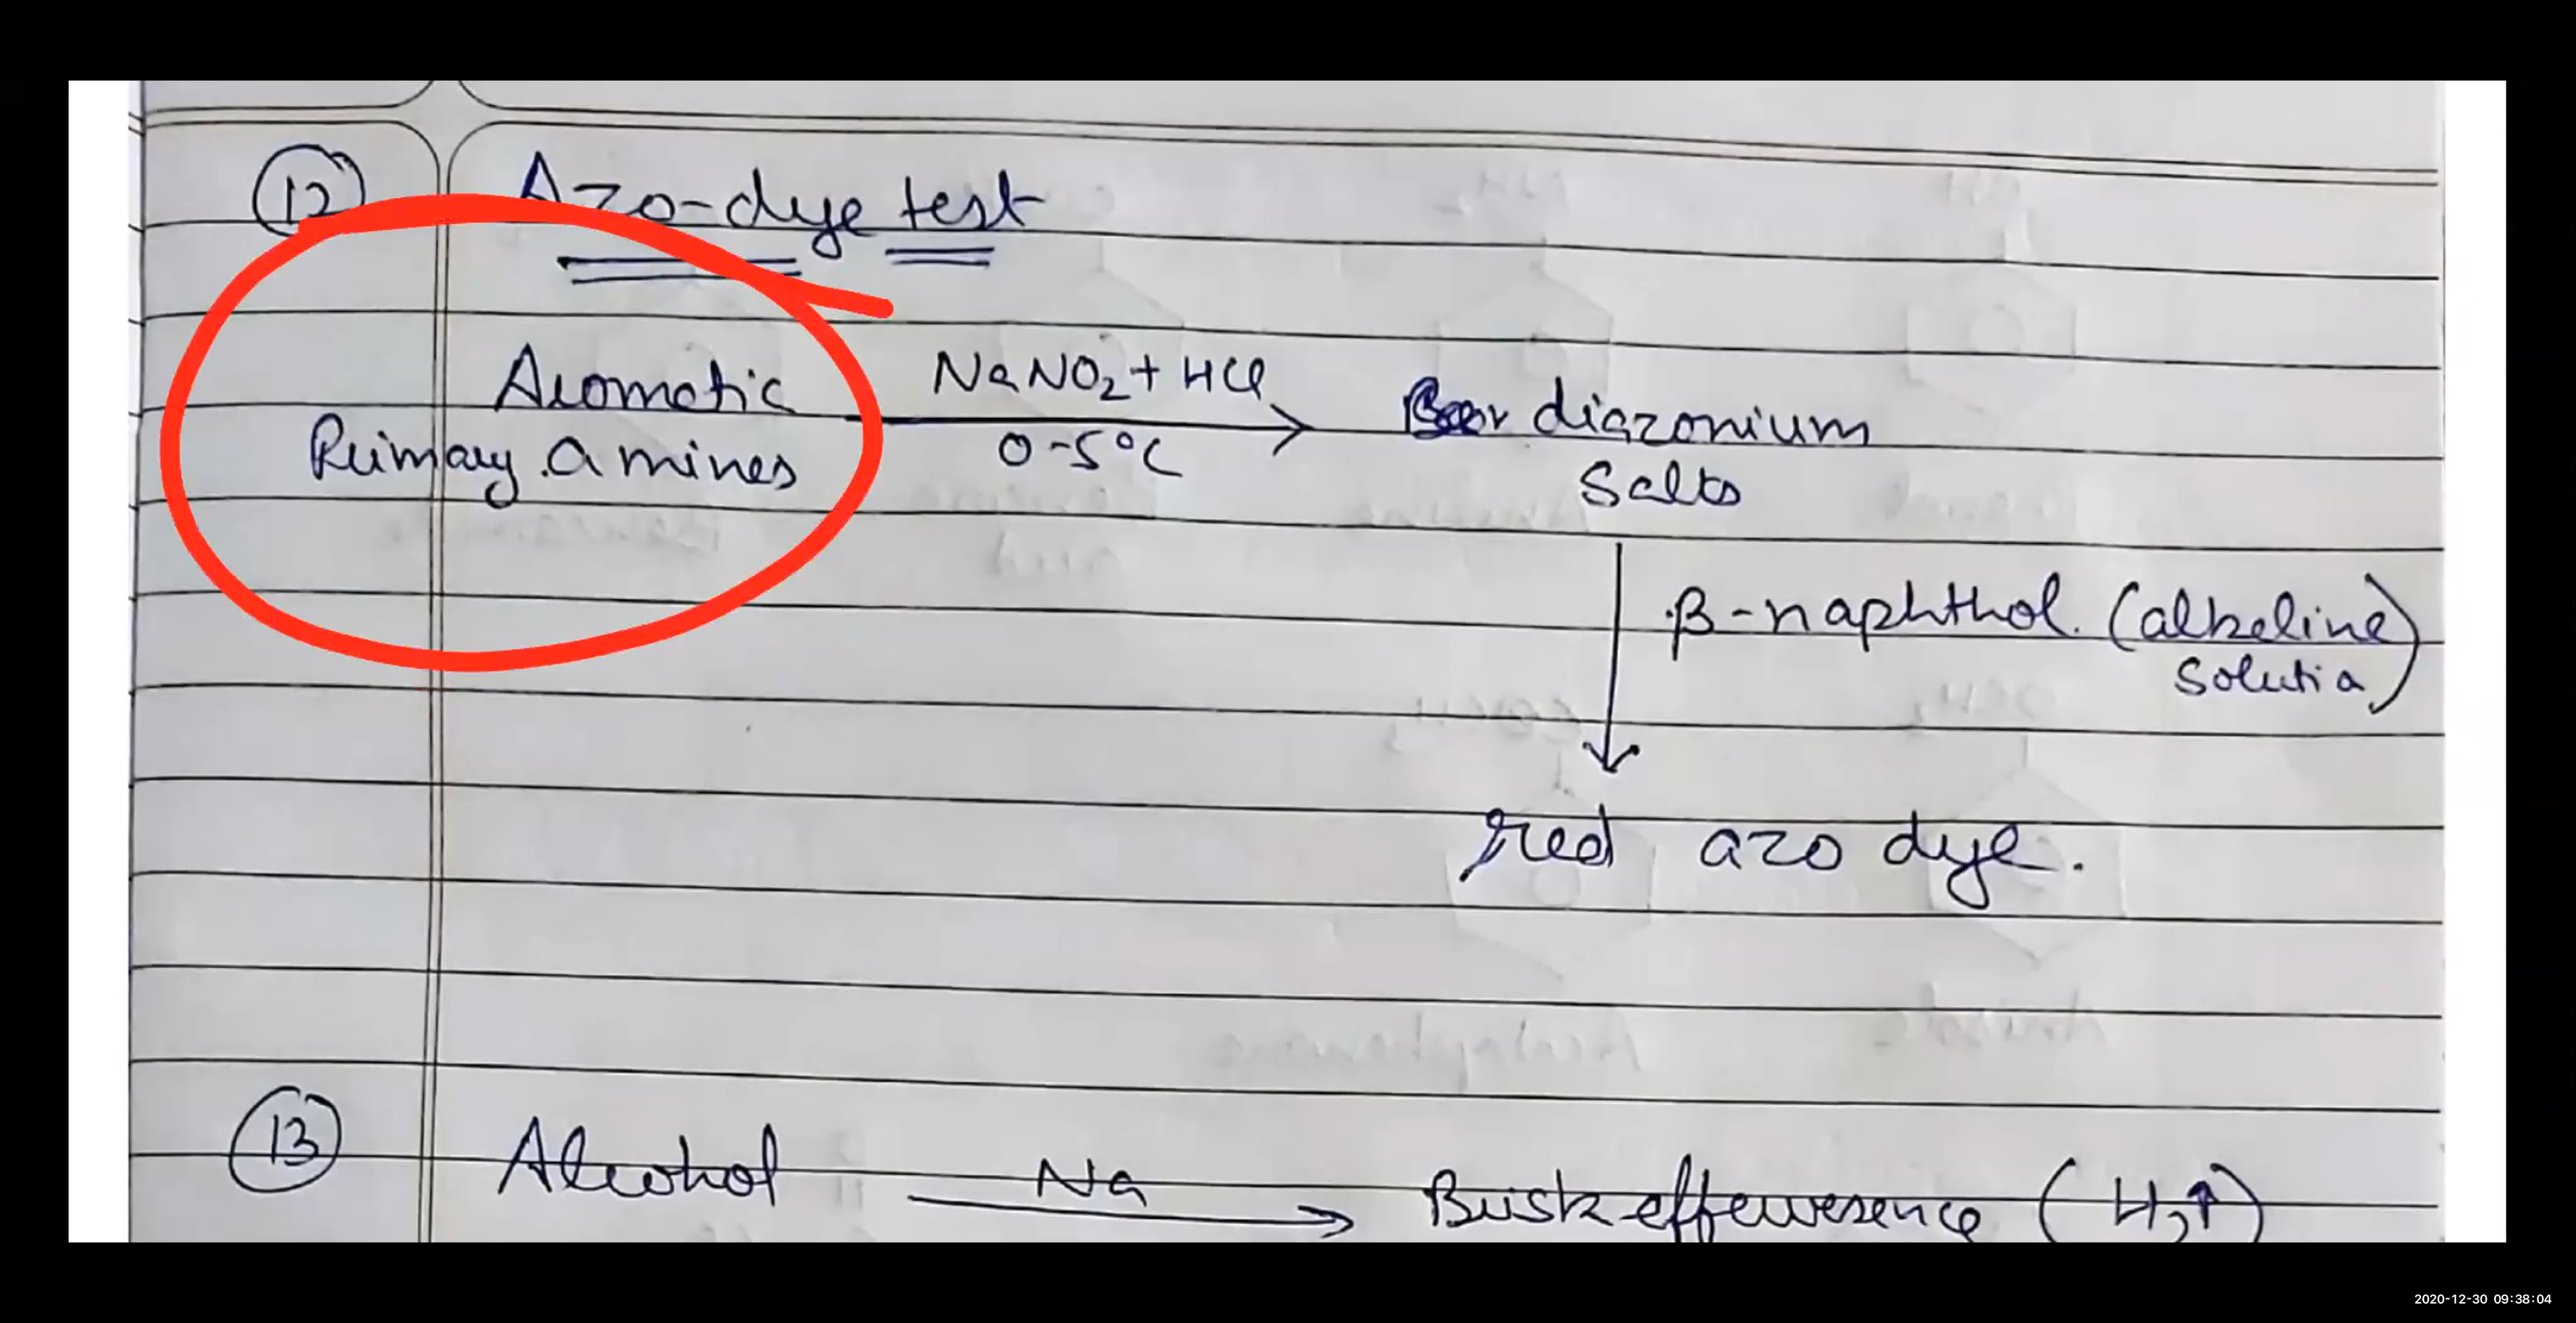 12 Azo-dye test
Aromatic
Primary amines
NaNO2 + HCl
0-5°C
diazonium
Salts
β-naphthol (alkaline
Solutio)
red azo dye.
13 Alcohol Na Brisk effervesence (H2↑)
2020-12-30 09:38:04